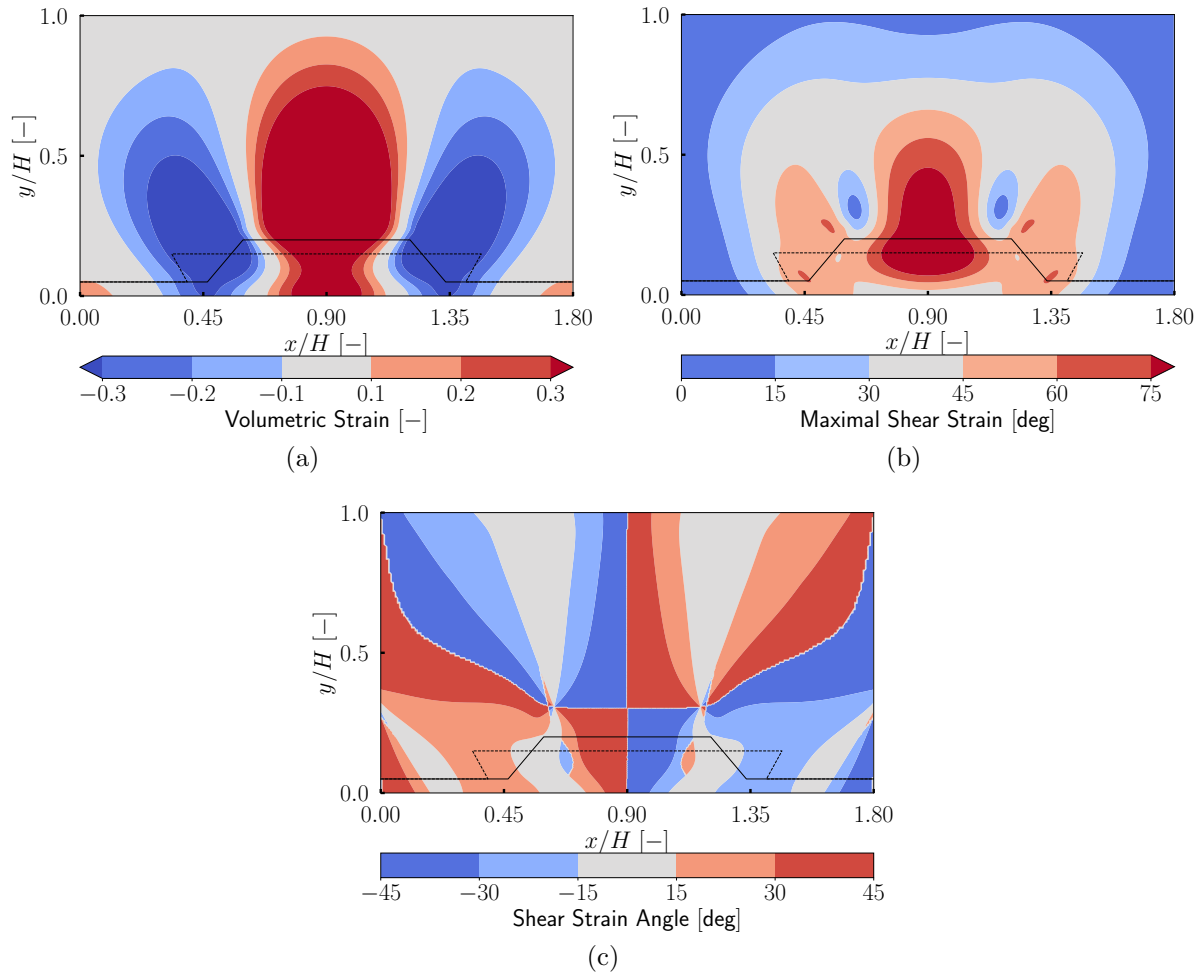 1.0
0.5
0.0
y/H [−]
0.00 0.45 0.90 1.35 1.80
x/H [−]
−0.3 −0.2 −0.1 0.1 0.2 0.3
Volumetric Strain [−]
(a)
1.0
0.5
0.0
y/H [−]
0.00 0.45 0.90 1.35 1.80
x/H [−]
0 15 30 45 60 75
Maximal Shear Strain [deg]
(b)
1.0
0.5
0.0
y/H [−]
0.00 0.45 0.90 1.35 1.80
x/H [−]
−45 −30 −15 15 30 45
Shear Strain Angle [deg]
(c)